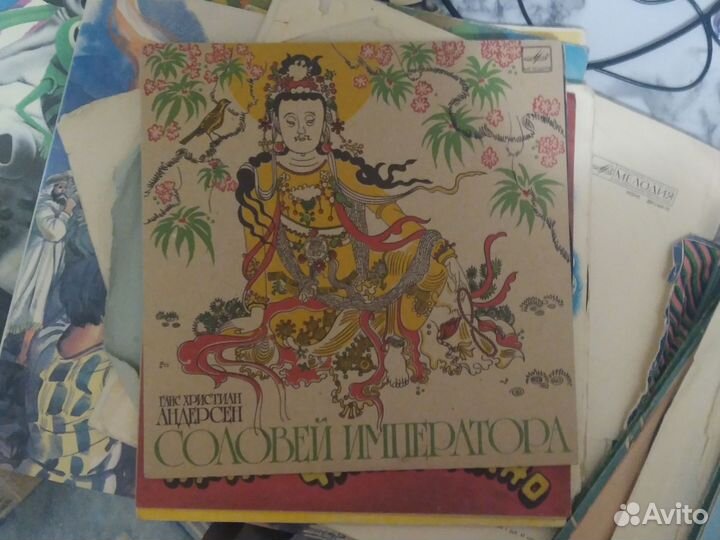 МЕЛОДИЯ
ГАНС ХРИСТИАН
АНДЕРСЕН
СОЛОВЕЙ ИМПЕРАТОРА
Avito